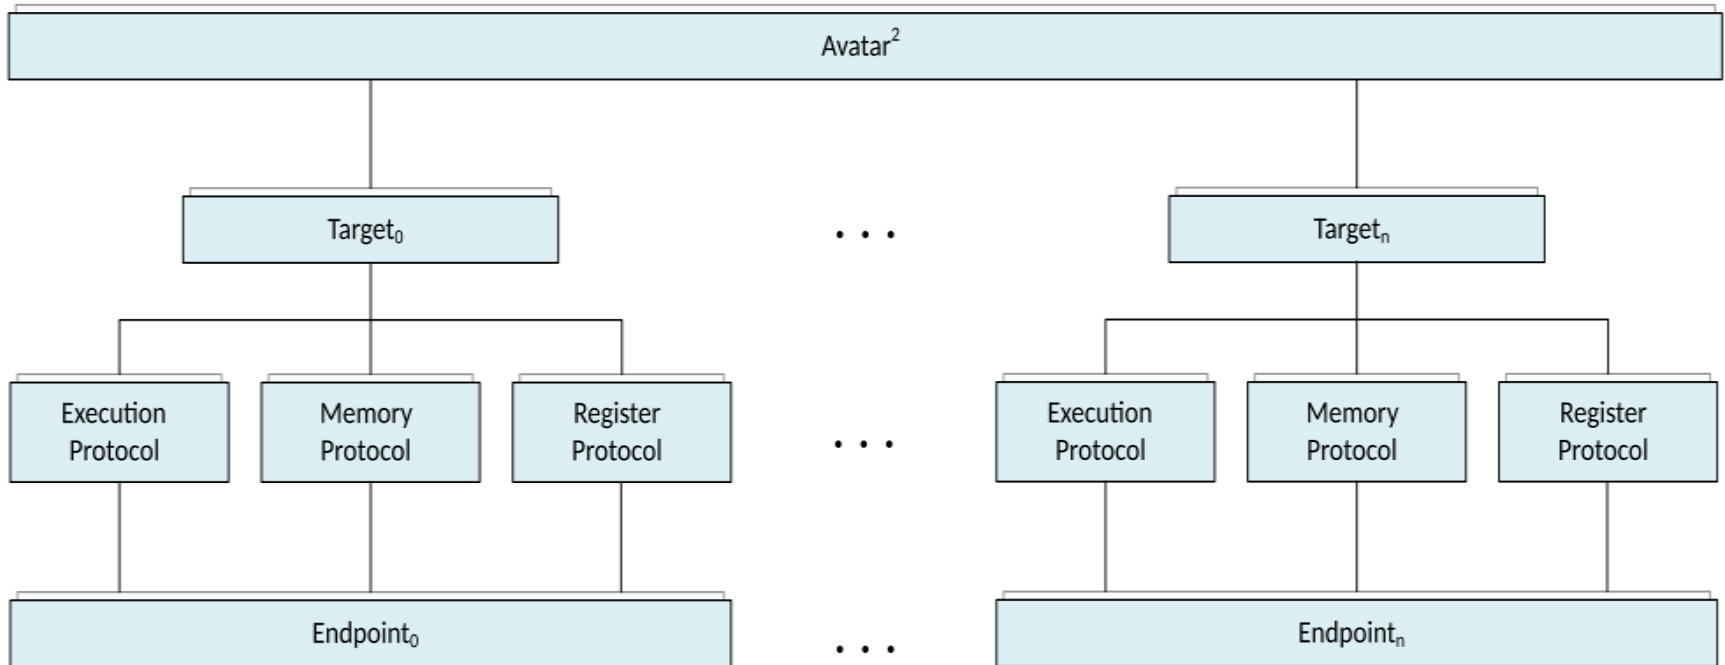 Avatar²
Target₀
. . .
Targetₙ
Execution
Protocol
Memory
Protocol
Register
Protocol
. . .
Execution
Protocol
Memory
Protocol
Register
Protocol
Endpoint₀
. . .
Endpointₙ